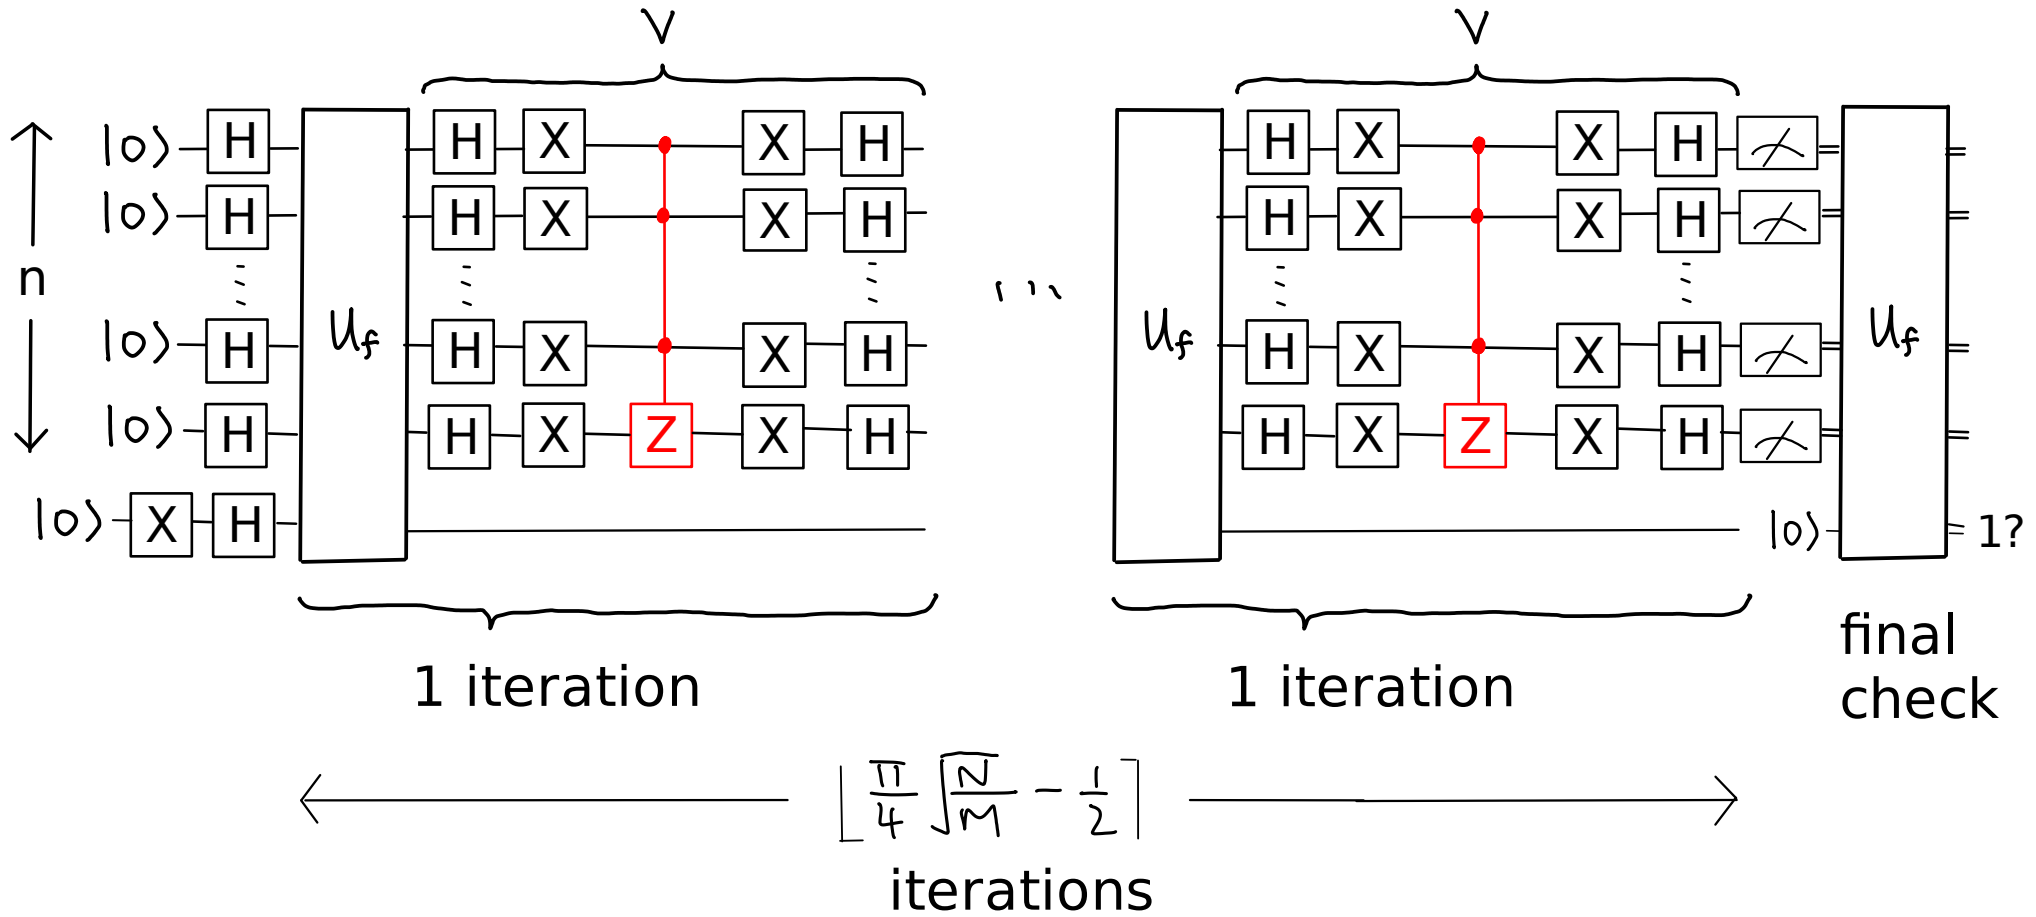 V V
|0⟩ H H X X H H X X H
|0⟩ H H X X H H X X H
n
|0⟩ H U_f H X X H ... U_f H X X H U_f
|0⟩ H H X Z X H H X Z X H
|0⟩ X H |0⟩ 1?
1 iteration 1 iteration final
check
⌊π/4 √(N/M) − 1/2⌉
iterations